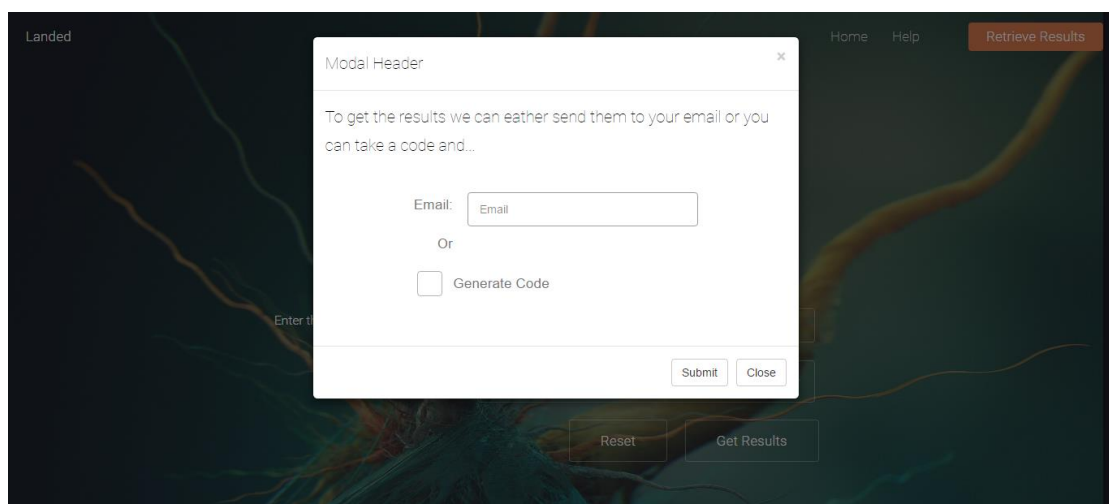 Landed
Home Help Retrieve Results
Modal Header ×
To get the results we can eather send them to your email or you
can take a code and...
Email: Email
Or
Generate Code
Enter
Submit Close
Reset Get Results